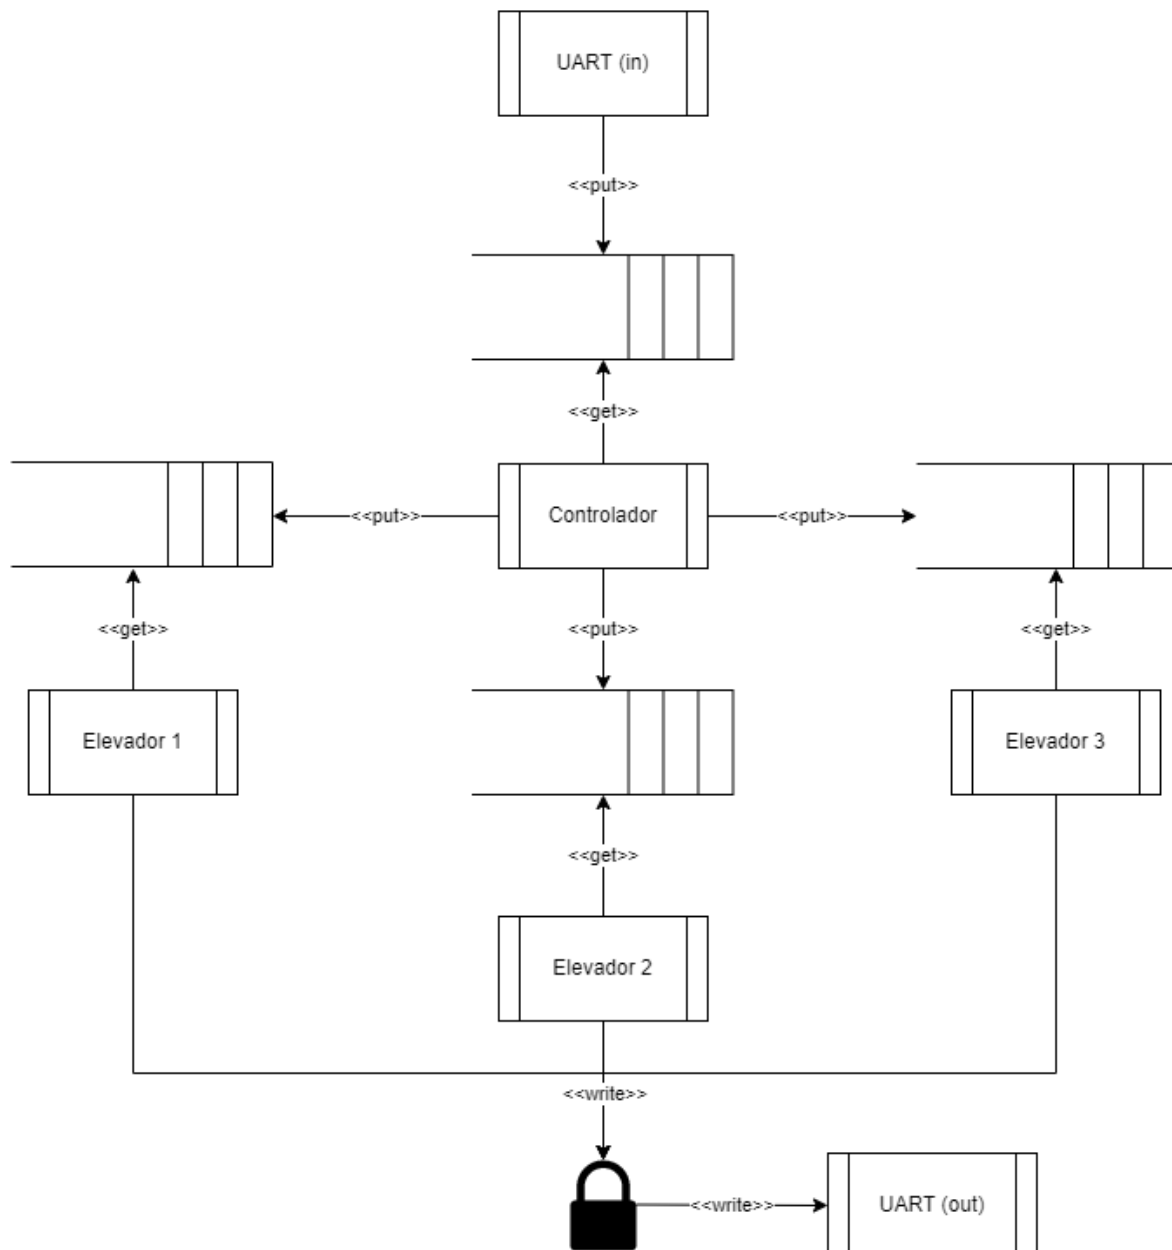 UART (in)
<<put>>
<<get>>
<<put>>
Controlador
<<put>>
<<get>>
<<put>>
<<get>>
Elevador 1
Elevador 3
<<get>>
Elevador 2
<<write>>
<<write>>
UART (out)